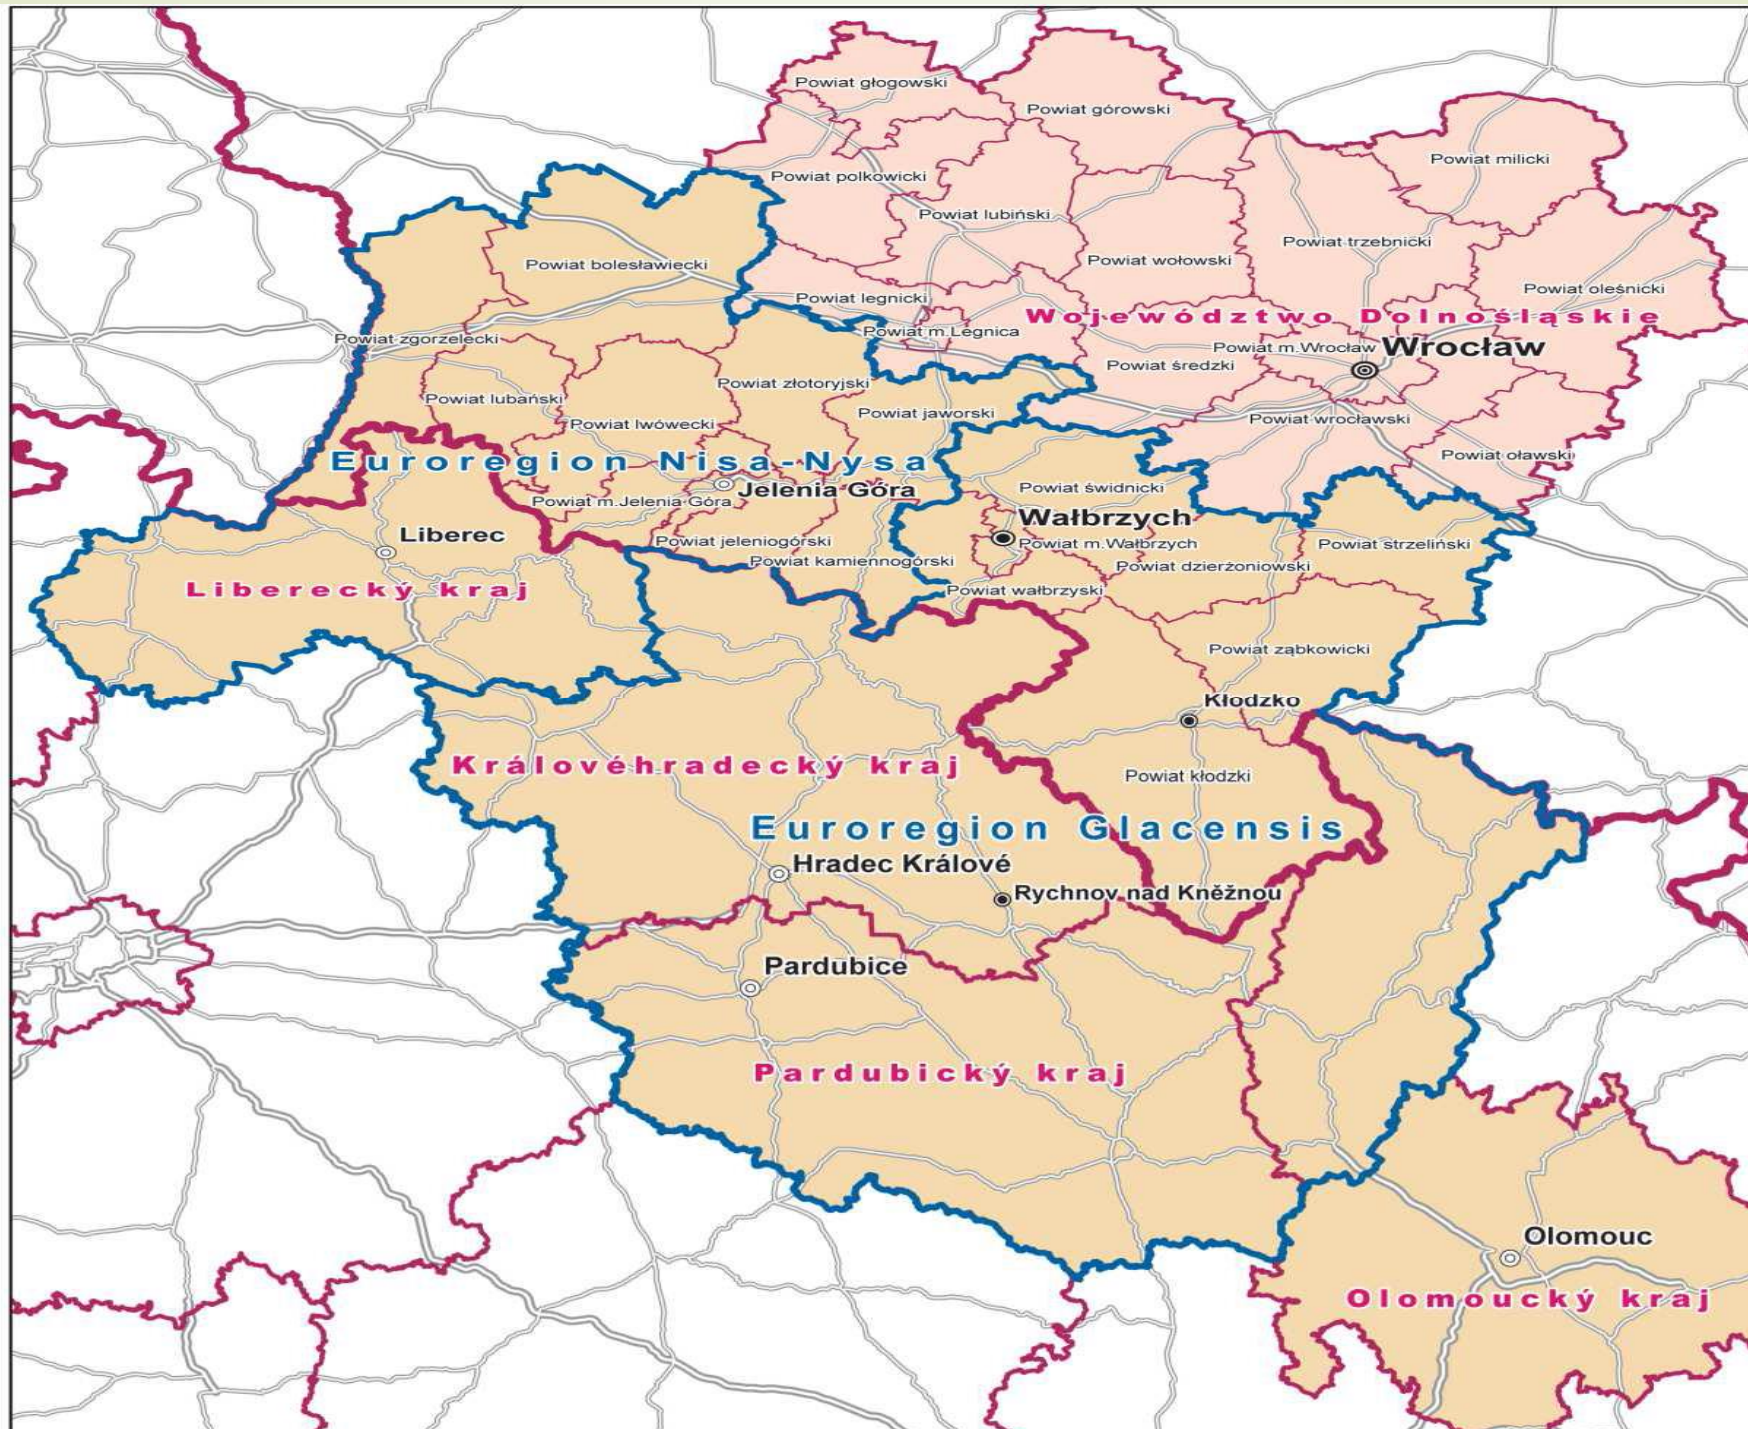 Powiat głogowski
Powiat górowski
Powiat milicki
Powiat polkowicki
Powiat lubiński
Powiat trzebnicki
Powiat wołowski
Powiat bolesławiecki
Powiat oleśnicki
Powiat legnicki
Województwo Dolnośląskie
Powiat m.Legnica
Powiat zgorzelecki
Powiat m.Wrocław
Wrocław
Powiat średzki
Powiat złotoryjski
Powiat lubański
Powiat jaworski
Powiat lwówecki
Powiat wrocławski
Powiat oławski
Euroregion Nisa-Nysa
Powiat świdnicki
Jelenia Góra
Powiat m.Jelenia Góra
Wałbrzych
Liberec
Powiat jeleniogórski
Powiat m.Wałbrzych
Powiat strzeliński
Powiat kamiennogórski
Powiat dzierżoniowski
Liberecký kraj
Powiat wałbrzyski
Powiat ząbkowicki
Kłodzko
Královéhradecký kraj
Powiat kłodzki
Euroregion Glacensis
Hradec Králové
Rychnov nad Kněžnou
Pardubice
Pardubický kraj
Olomouc
Olomoucký kraj